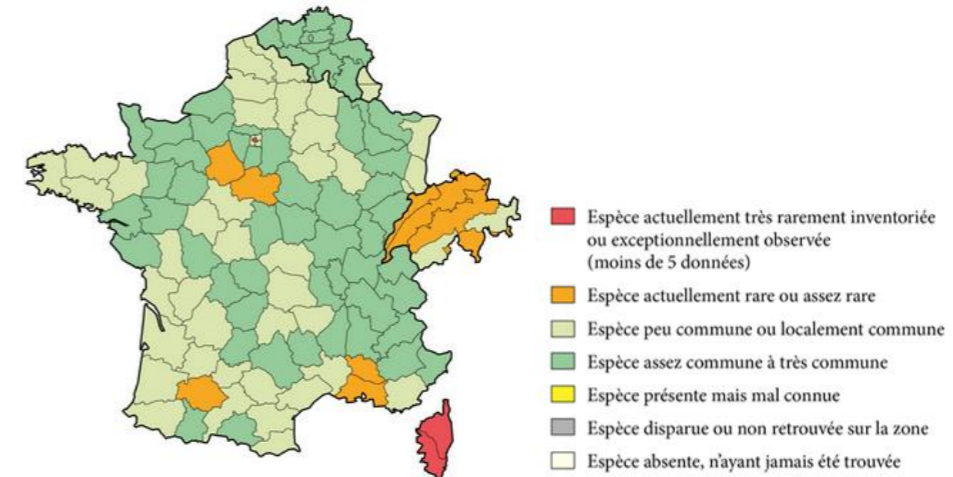 Espèce actuellement très rarement inventoriée
ou exceptionnellement observée
(moins de 5 données)
Espèce actuellement rare ou assez rare
Espèce peu commune ou localement commune
Espèce assez commune à très commune
Espèce présente mais mal connue
Espèce disparue ou non retrouvée sur la zone
Espèce absente, n'ayant jamais été trouvée